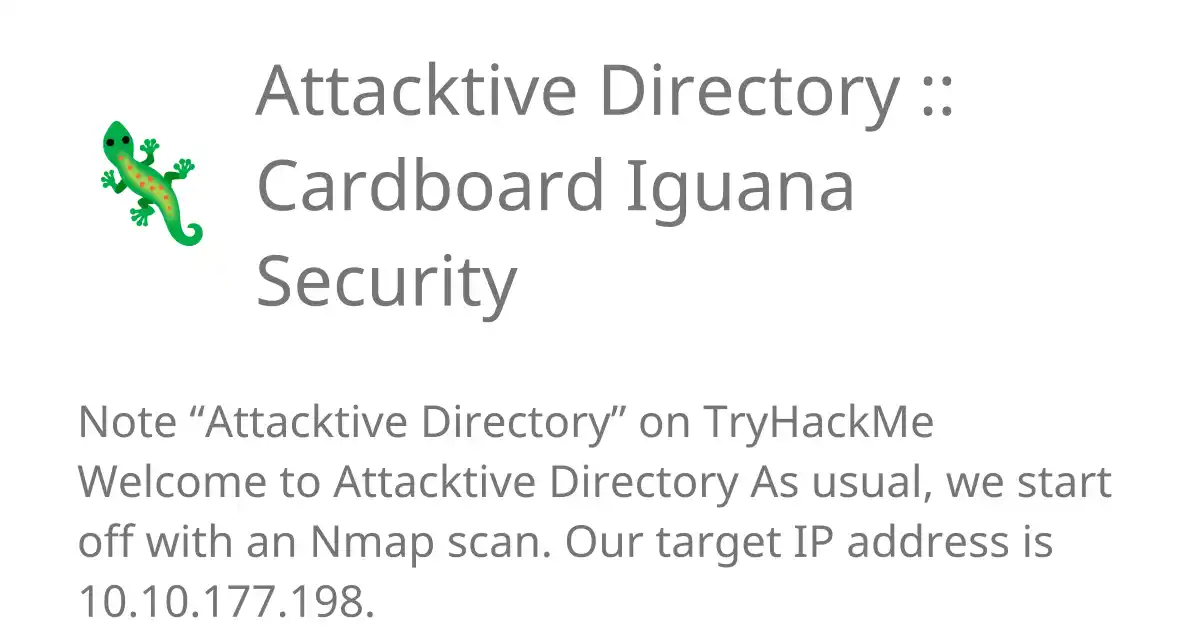 Attacktive Directory ::
Cardboard Iguana
Security
Note “Attacktive Directory” on TryHackMe
Welcome to Attacktive Directory As usual, we start
off with an Nmap scan. Our target IP address is
10.10.177.198.